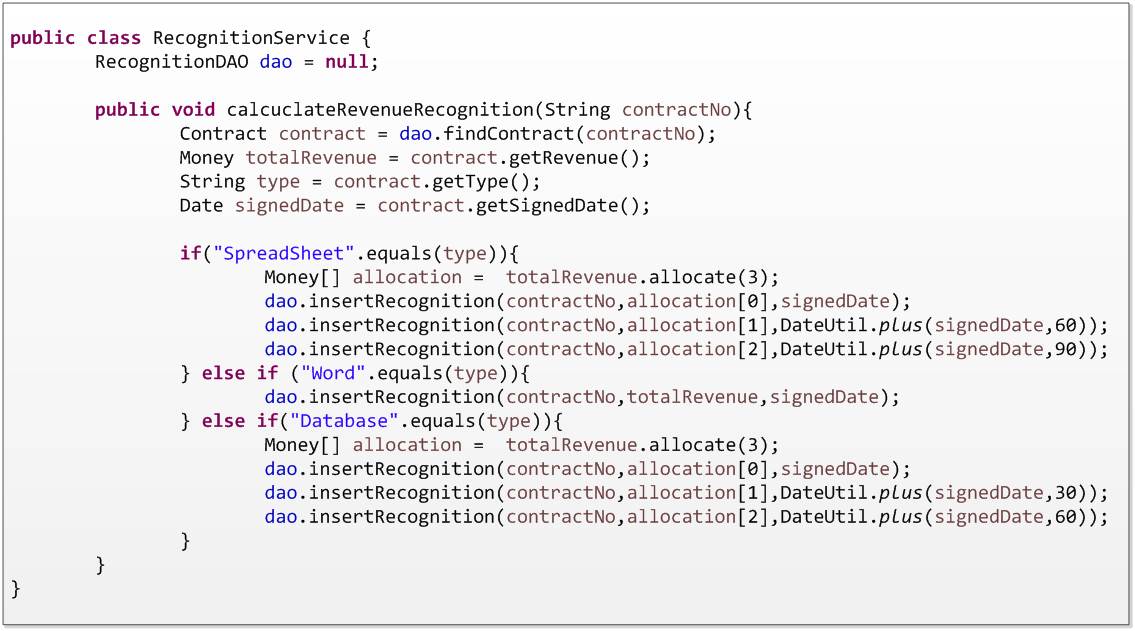 public class RecognitionService {
RecognitionDAO dao = null;
public void calcuclateRevenueRecognition(String contractNo){
Contract contract = dao.findContract(contractNo);
Money totalRevenue = contract.getRevenue();
String type = contract.getType();
Date signedDate = contract.getSignedDate();
if("SpreadSheet".equals(type)){
Money[] allocation =  totalRevenue.allocate(3);
dao.insertRecognition(contractNo,allocation[0],signedDate);
dao.insertRecognition(contractNo,allocation[1],DateUtil.plus(signedDate,60));
dao.insertRecognition(contractNo,allocation[2],DateUtil.plus(signedDate,90));
} else if ("Word".equals(type)){
dao.insertRecognition(contractNo,totalRevenue,signedDate);
} else if("Database".equals(type)){
Money[] allocation =  totalRevenue.allocate(3);
dao.insertRecognition(contractNo,allocation[0],signedDate);
dao.insertRecognition(contractNo,allocation[1],DateUtil.plus(signedDate,30));
dao.insertRecognition(contractNo,allocation[2],DateUtil.plus(signedDate,60));
}
}
}